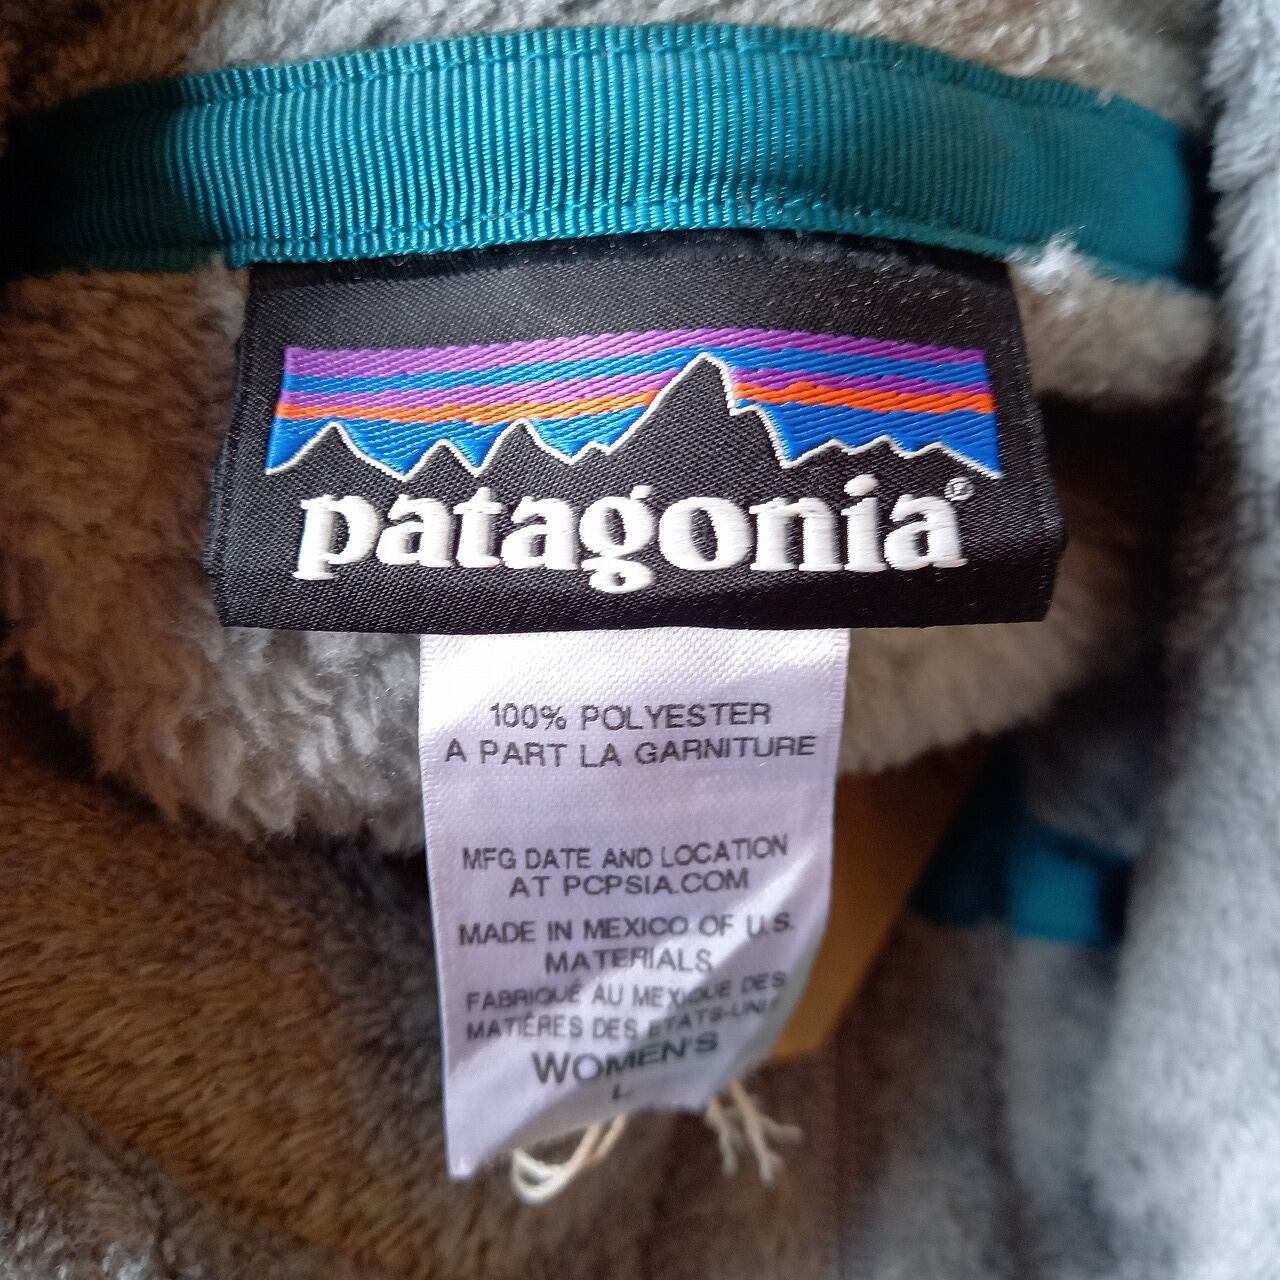 patagonia®
100% POLYESTER
A PART LA GARNITURE
MFG DATE AND LOCATION
AT PCPSIA.COM
MADE IN MEXICO OF U.S.
MATERIALS
FABRIQUÉ AU MEXIQUE DES
MATIÈRES DES ETATS-UNIS
WOMEN'S
L